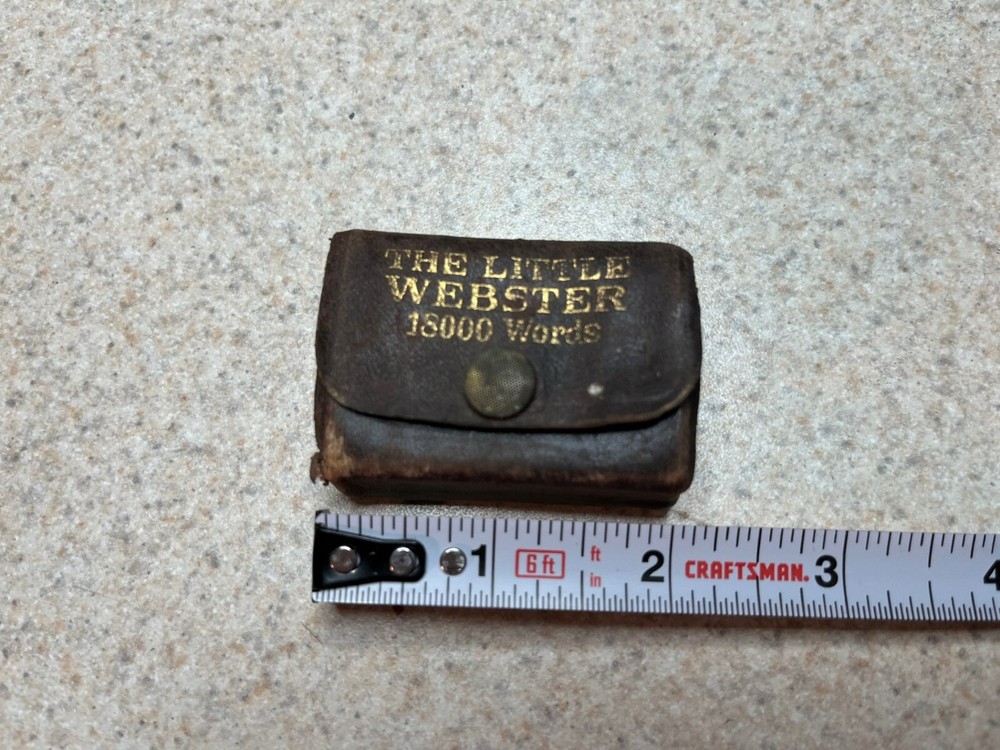 THE LITTLE
WEBSTER
18000 Words
1 6 ft ft in 2 CRAFTSMAN. 3 4